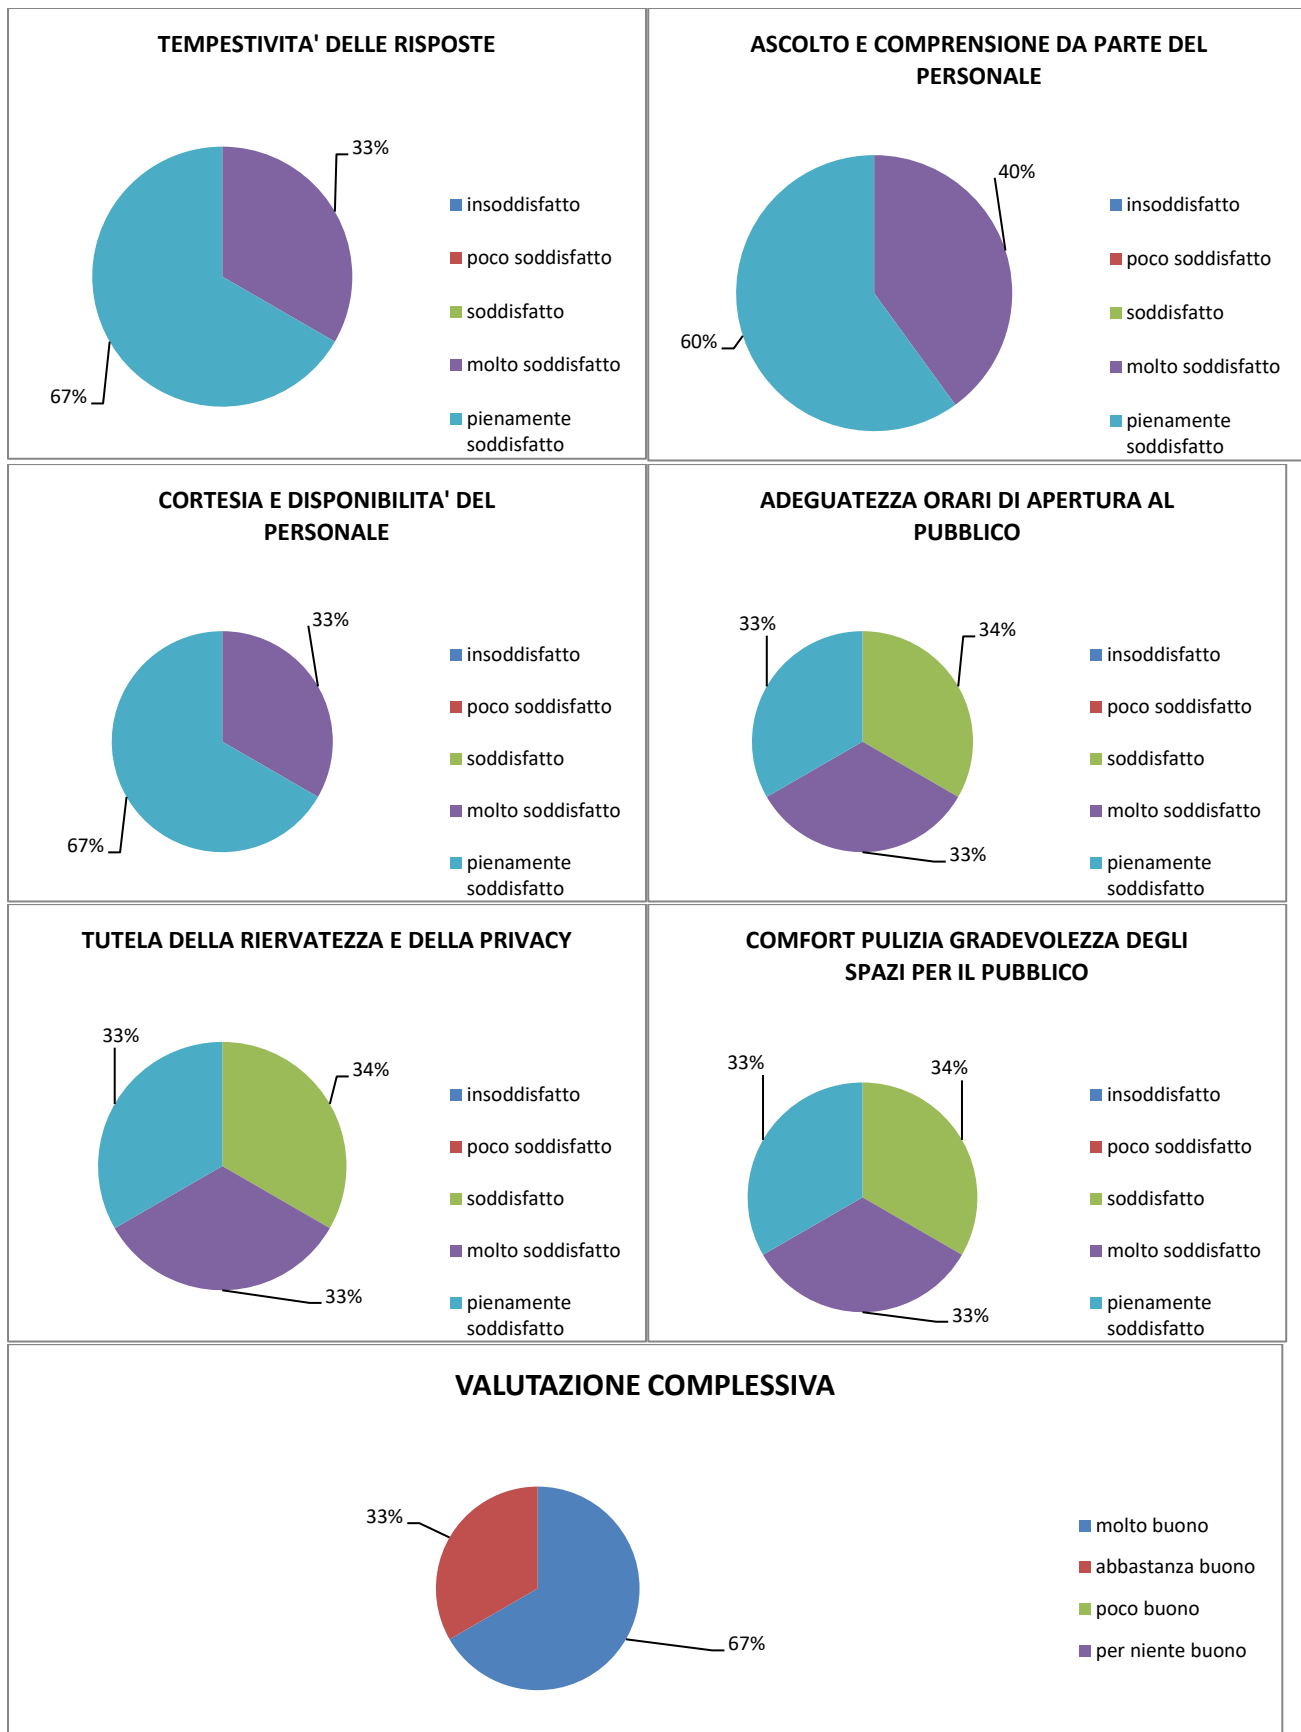 TEMPESTIVITA' DELLE RISPOSTE
33%
67%
insoddisfatto
poco soddisfatto
soddisfatto
molto soddisfatto
pienamente
soddisfatto
ASCOLTO E COMPRENSIONE DA PARTE DEL
PERSONALE
40%
60%
insoddisfatto
poco soddisfatto
soddisfatto
molto soddisfatto
pienamente
soddisfatto
CORTESIA E DISPONIBILITA' DEL
PERSONALE
33%
67%
insoddisfatto
poco soddisfatto
soddisfatto
molto soddisfatto
pienamente
soddisfatto
ADEGUATEZZA ORARI DI APERTURA AL
PUBBLICO
33%
34%
33%
insoddisfatto
poco soddisfatto
soddisfatto
molto soddisfatto
pienamente
soddisfatto
TUTELA DELLA RIERVATEZZA E DELLA PRIVACY
33%
34%
33%
insoddisfatto
poco soddisfatto
soddisfatto
molto soddisfatto
pienamente
soddisfatto
COMFORT PULIZIA GRADEVOLEZZA DEGLI
SPAZI PER IL PUBBLICO
33%
34%
33%
insoddisfatto
poco soddisfatto
soddisfatto
molto soddisfatto
pienamente
soddisfatto
VALUTAZIONE COMPLESSIVA
33%
67%
molto buono
abbastanza buono
poco buono
per niente buono